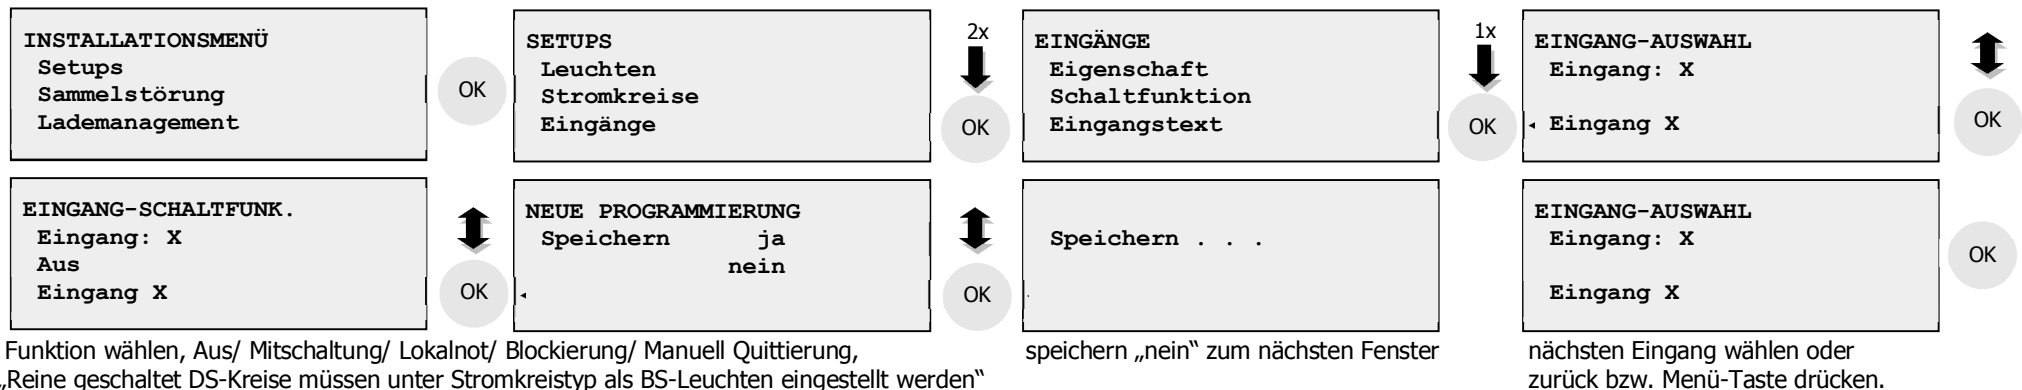 INSTALLATIONSMENÜ
Setups
Sammelstörung
Lademanagement
OK
SETUPS
Leuchten
Stromkreise
Eingänge
2x
OK
EINGÄNGE
Eigenschaft
Schaltfunktion
Eingangstext
1x
OK
EINGANG-AUSWAHL
Eingang: X
Eingang X
OK
EINGANG-SCHALTFUNK.
Eingang: X
Aus
Eingang X
OK
NEUE PROGRAMMIERUNG
Speichern ja
nein
OK
Speichern . . .
EINGANG-AUSWAHL
Eingang: X
Eingang X
OK
Funktion wählen, Aus/ Mitschaltung/ Lokalnot/ Blockierung/ Manuell Quittierung,
„Reine geschaltet DS-Kreise müssen unter Stromkreistyp als BS-Leuchten eingestellt werden“
speichern „nein“ zum nächsten Fenster
nächsten Eingang wählen oder
zurück bzw. Menü-Taste drücken.